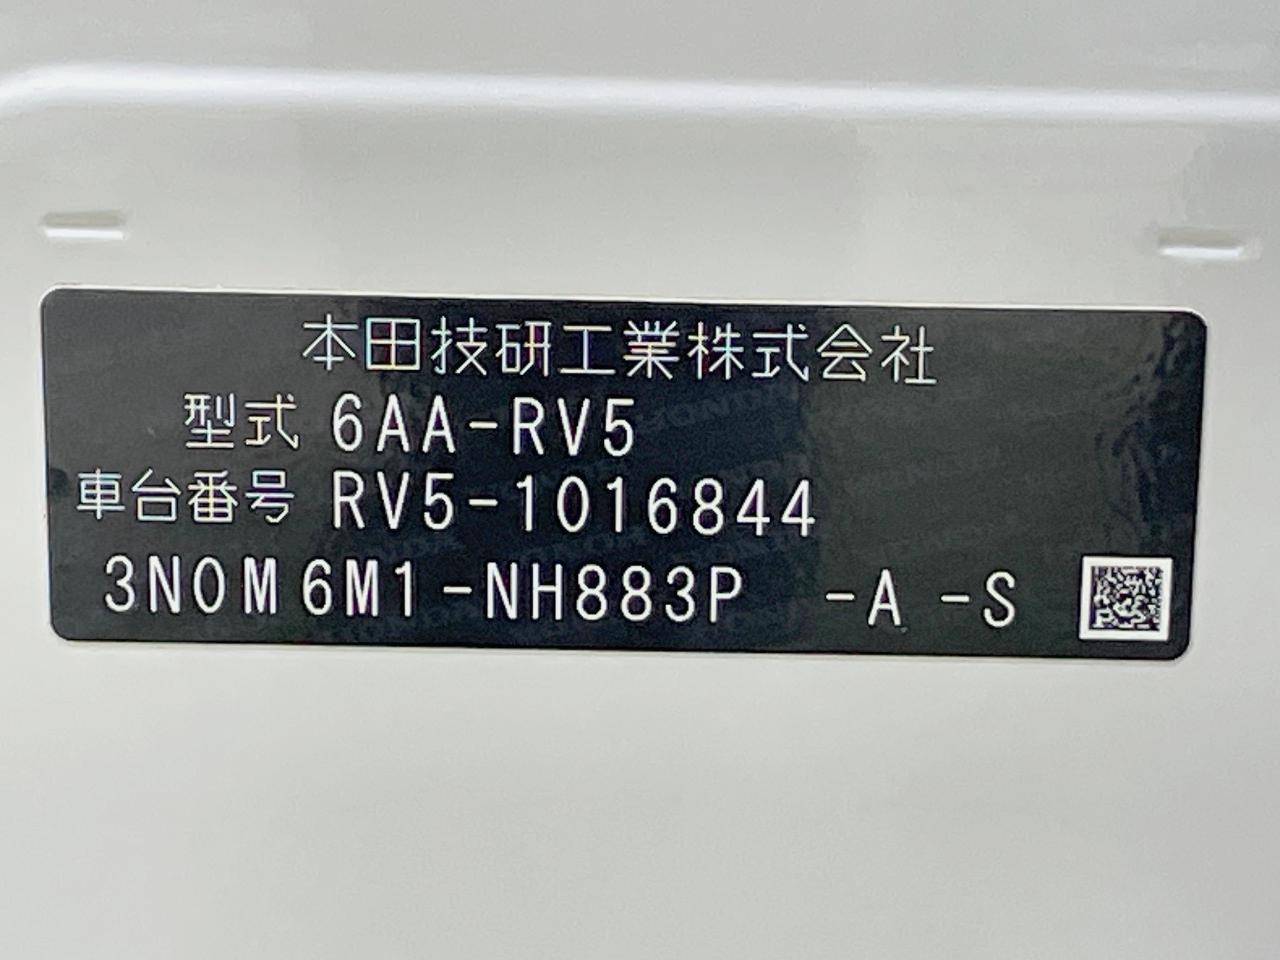 本田技研工業株式会社
型式 6AA-RV5
車台番号 RV5-1016844
3N0M6M1-NH883P -A -S